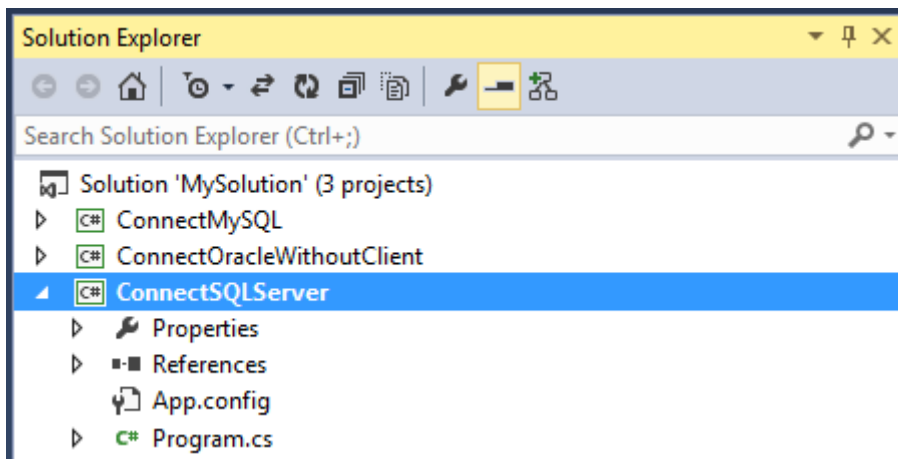 Solution Explorer
Search Solution Explorer (Ctrl+;)
Solution 'MySolution' (3 projects)
C# ConnectMySQL
C# ConnectOracleWithoutClient
C# ConnectSQLServer
Properties
References
App.config
C# Program.cs